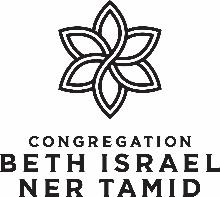 CONGREGATION
BETH ISRAEL
NER TAMID